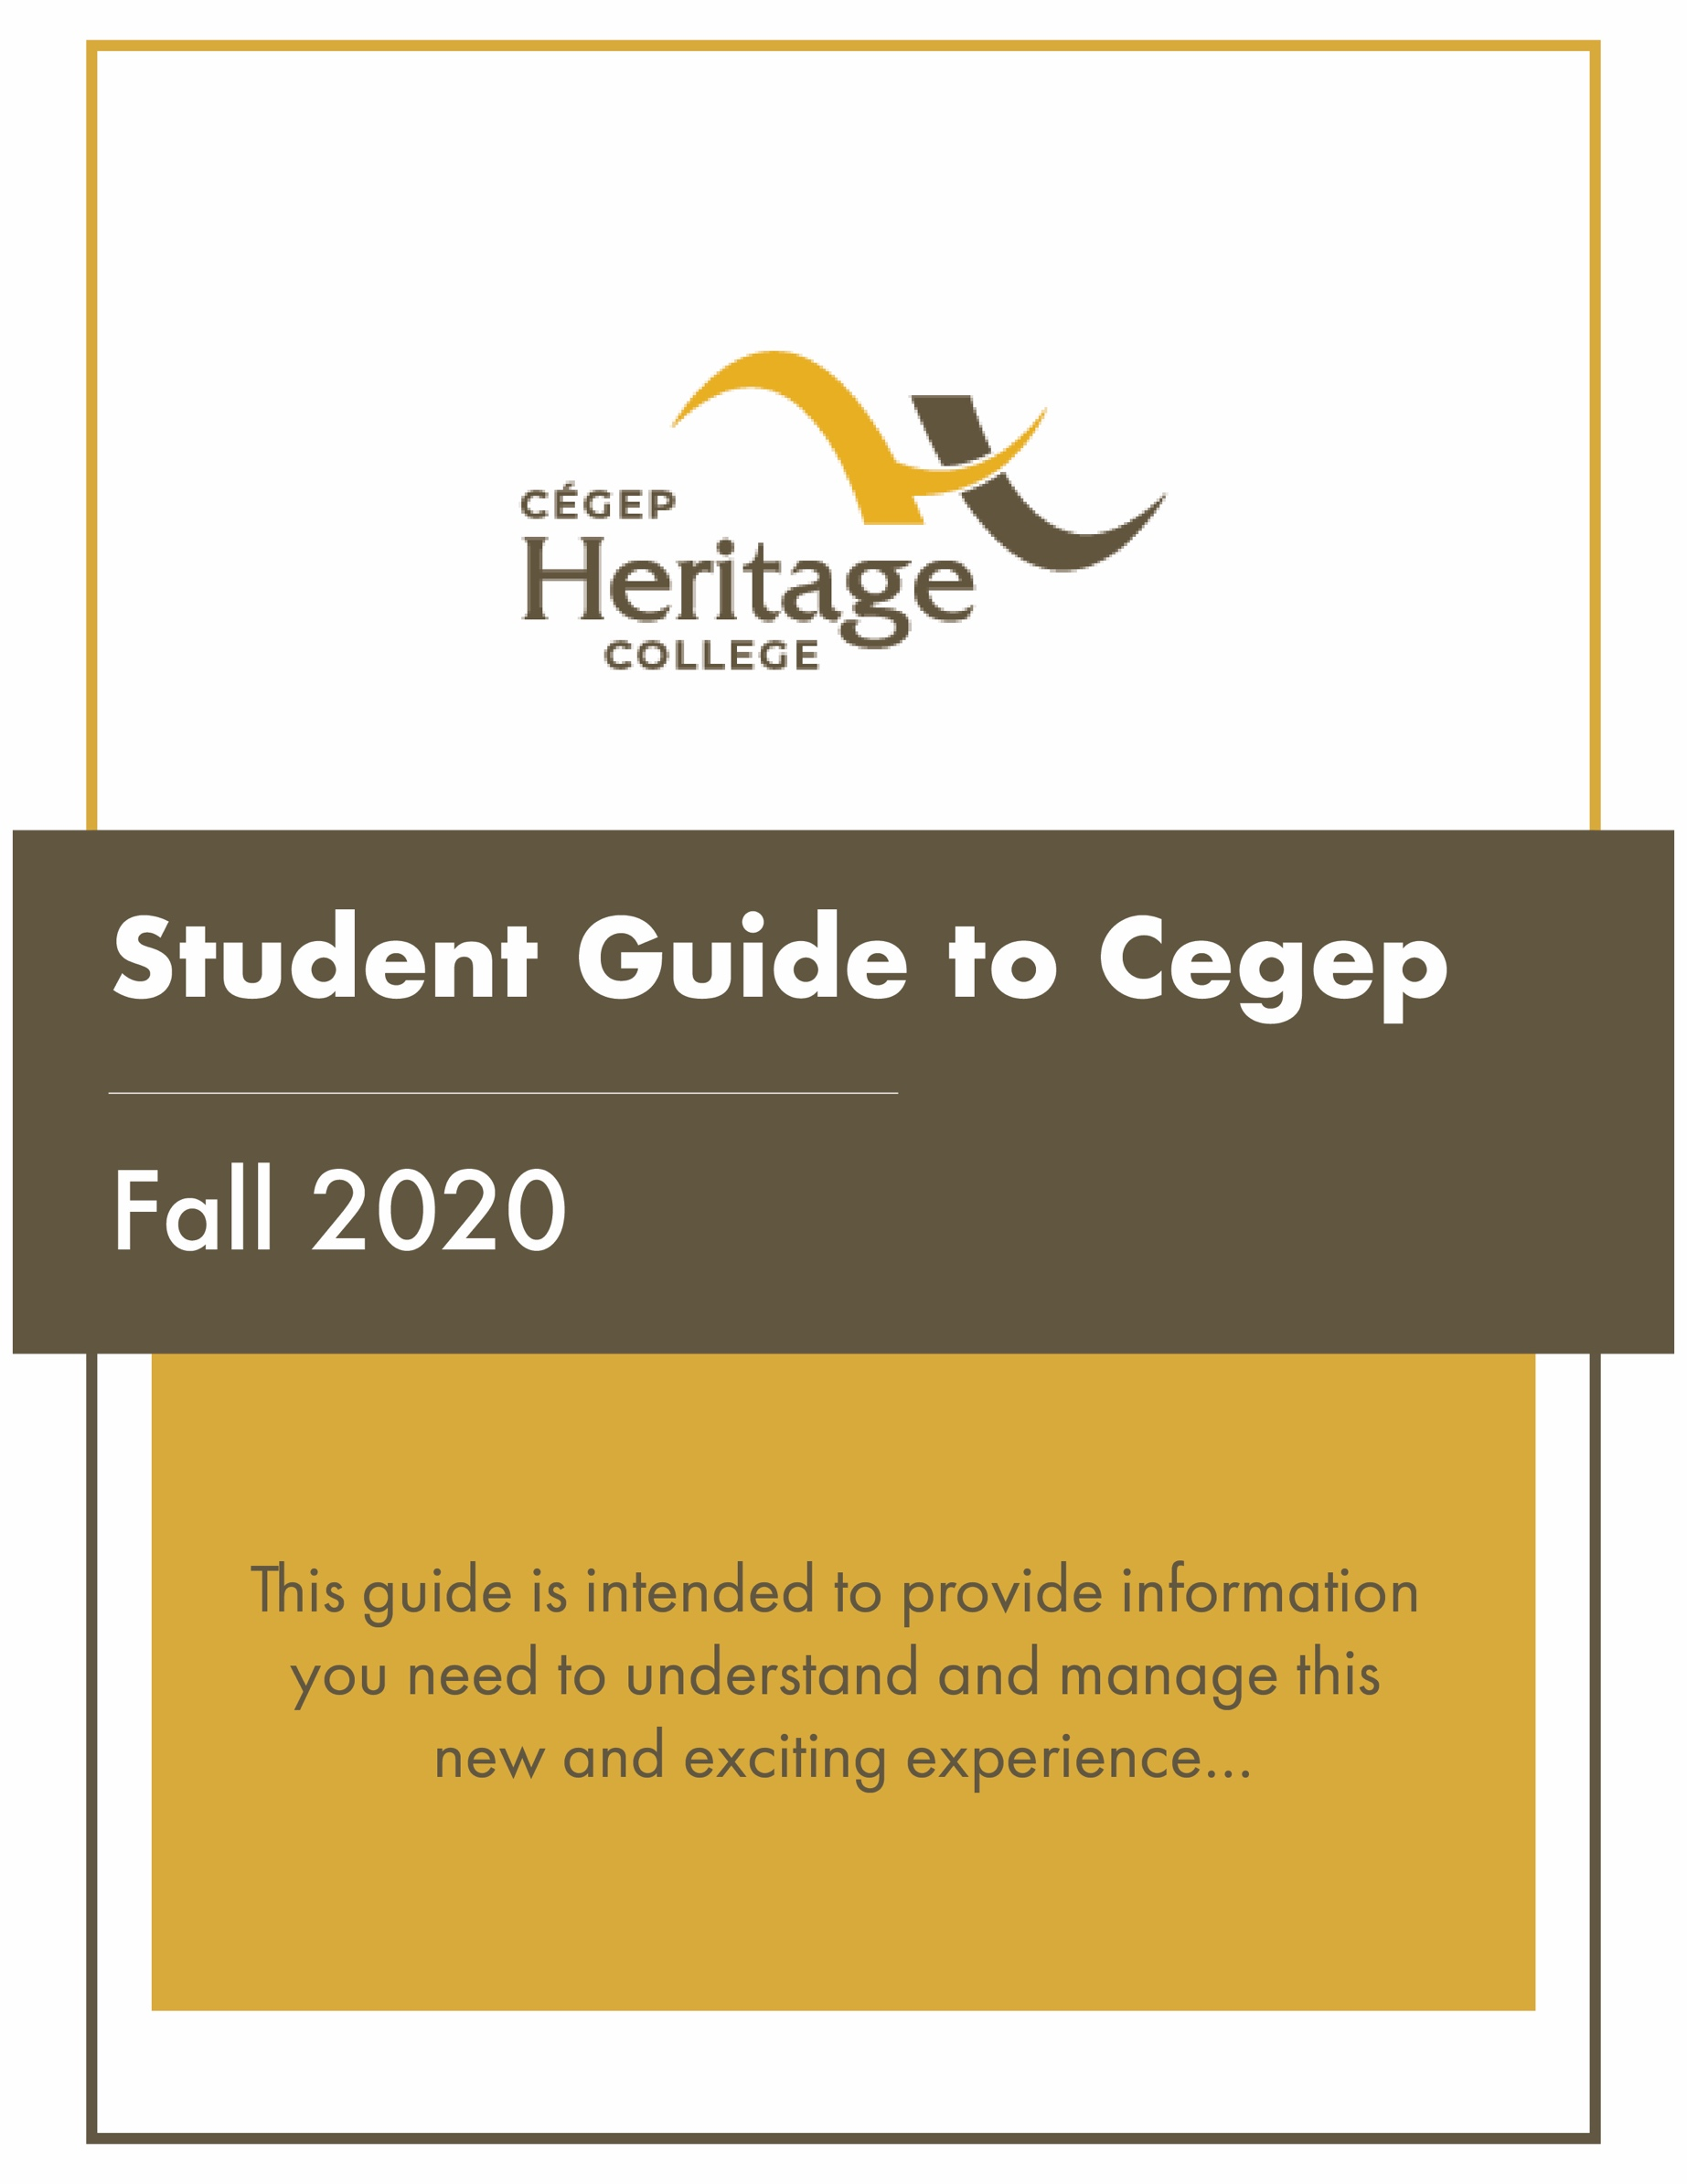 CÉGEP
Heritage
COLLEGE
Student Guide to Cegep
Fall 2020
This guide is intended to provide information
you need to understand and manage this
new and exciting experience...